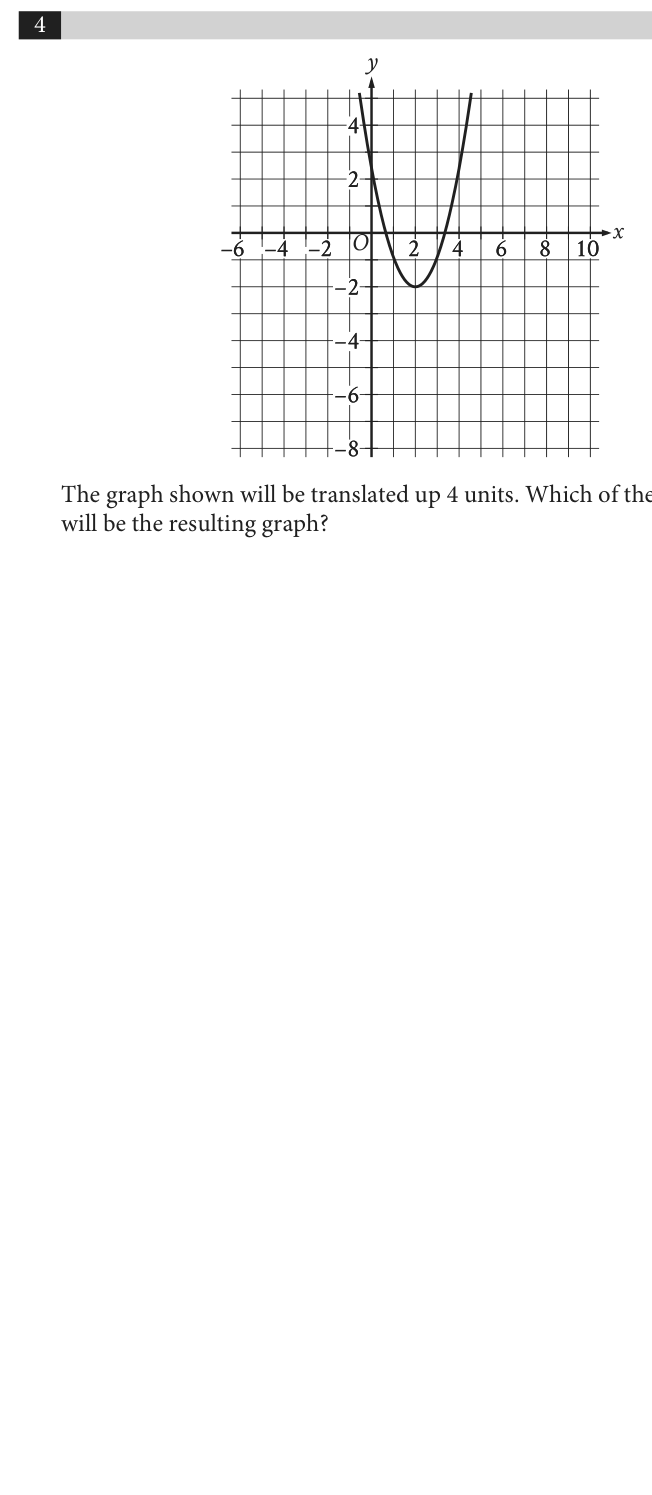 4
y
4
2
O
x
−6 −4 −2 2 4 6 8 10
−2
−4
−6
−8
The graph shown will be translated up 4 units. Which of the
will be the resulting graph?